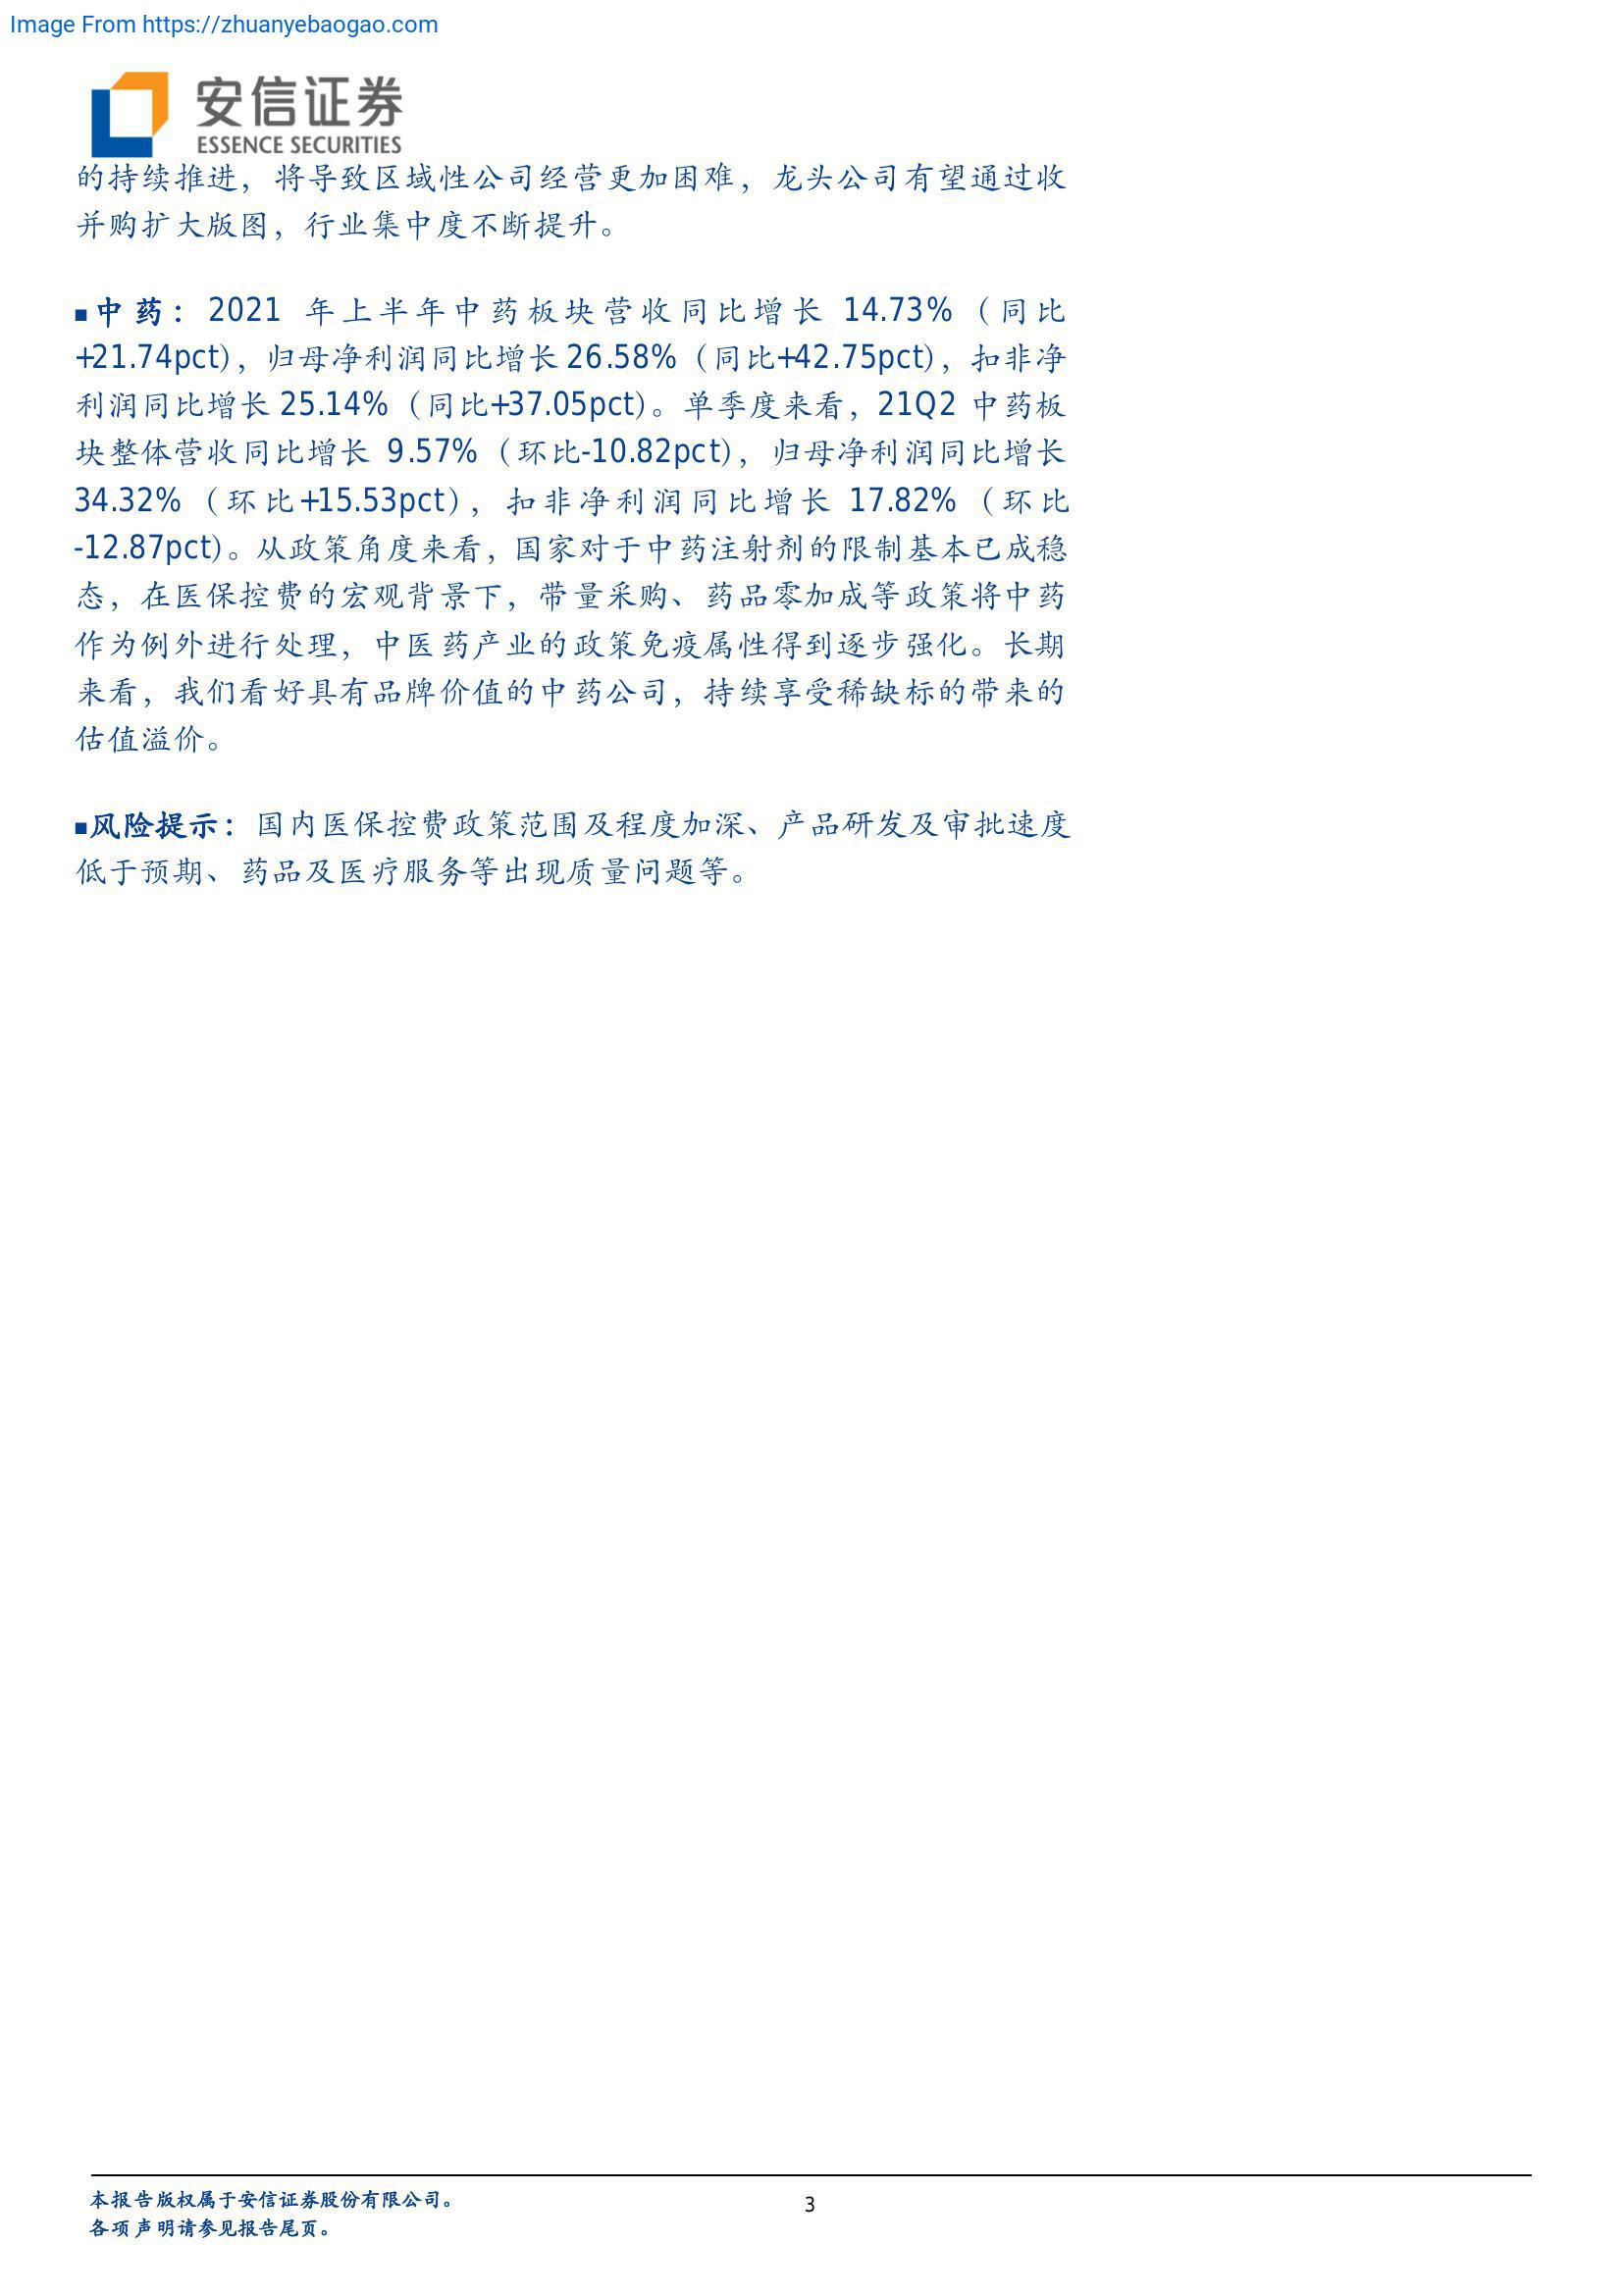 Image From https://zhuanyebaogao.com
安信证券
ESSENCE SECURITIES
的持续推进，将导致区域性公司经营更加困难，龙头公司有望通过收
并购扩大版图，行业集中度不断提升。
■中药：2021 年上半年中药板块营收同比增长 14.73%（同比
+21.74pct)，归母净利润同比增长 26.58%（同比+42.75pct)，扣非净
利润同比增长 25.14%（同比+37.05pct)。单季度来看，21Q2 中药板
块整体营收同比增长 9.57%（环比-10.82pct)，归母净利润同比增长
34.32%（环比+15.53pct)，扣非净利润同比增长 17.82%（环比
-12.87pct)。从政策角度来看，国家对于中药注射剂的限制基本已成稳
态，在医保控费的宏观背景下，带量采购、药品零加成等政策将中药
作为例外进行处理，中医药产业的政策免疫属性得到逐步强化。长期
来看，我们看好具有品牌价值的中药公司，持续享受稀缺标的带来的
估值溢价。
■风险提示：国内医保控费政策范围及程度加深、产品研发及审批速度
低于预期、药品及医疗服务等出现质量问题等。
本报告版权属于安信证券股份有限公司。
3
各项声明请参见报告尾页。